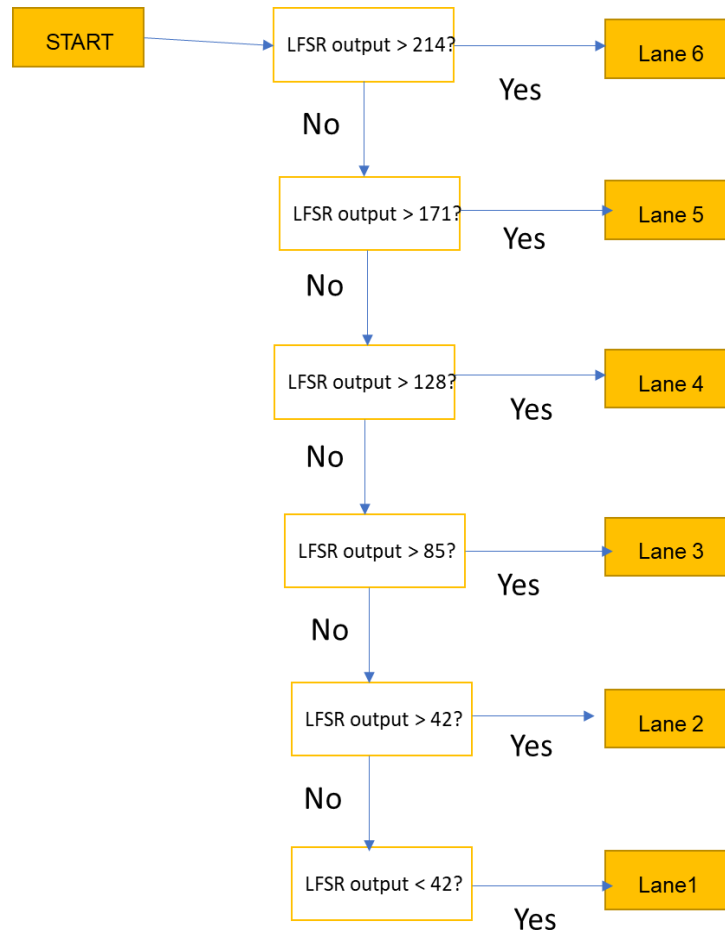 START
LFSR output > 214?
Yes
Lane 6
No
LFSR output > 171?
Yes
Lane 5
No
LFSR output > 128?
Yes
Lane 4
No
LFSR output > 85?
Yes
Lane 3
No
LFSR output > 42?
Yes
Lane 2
No
LFSR output < 42?
Yes
Lane1